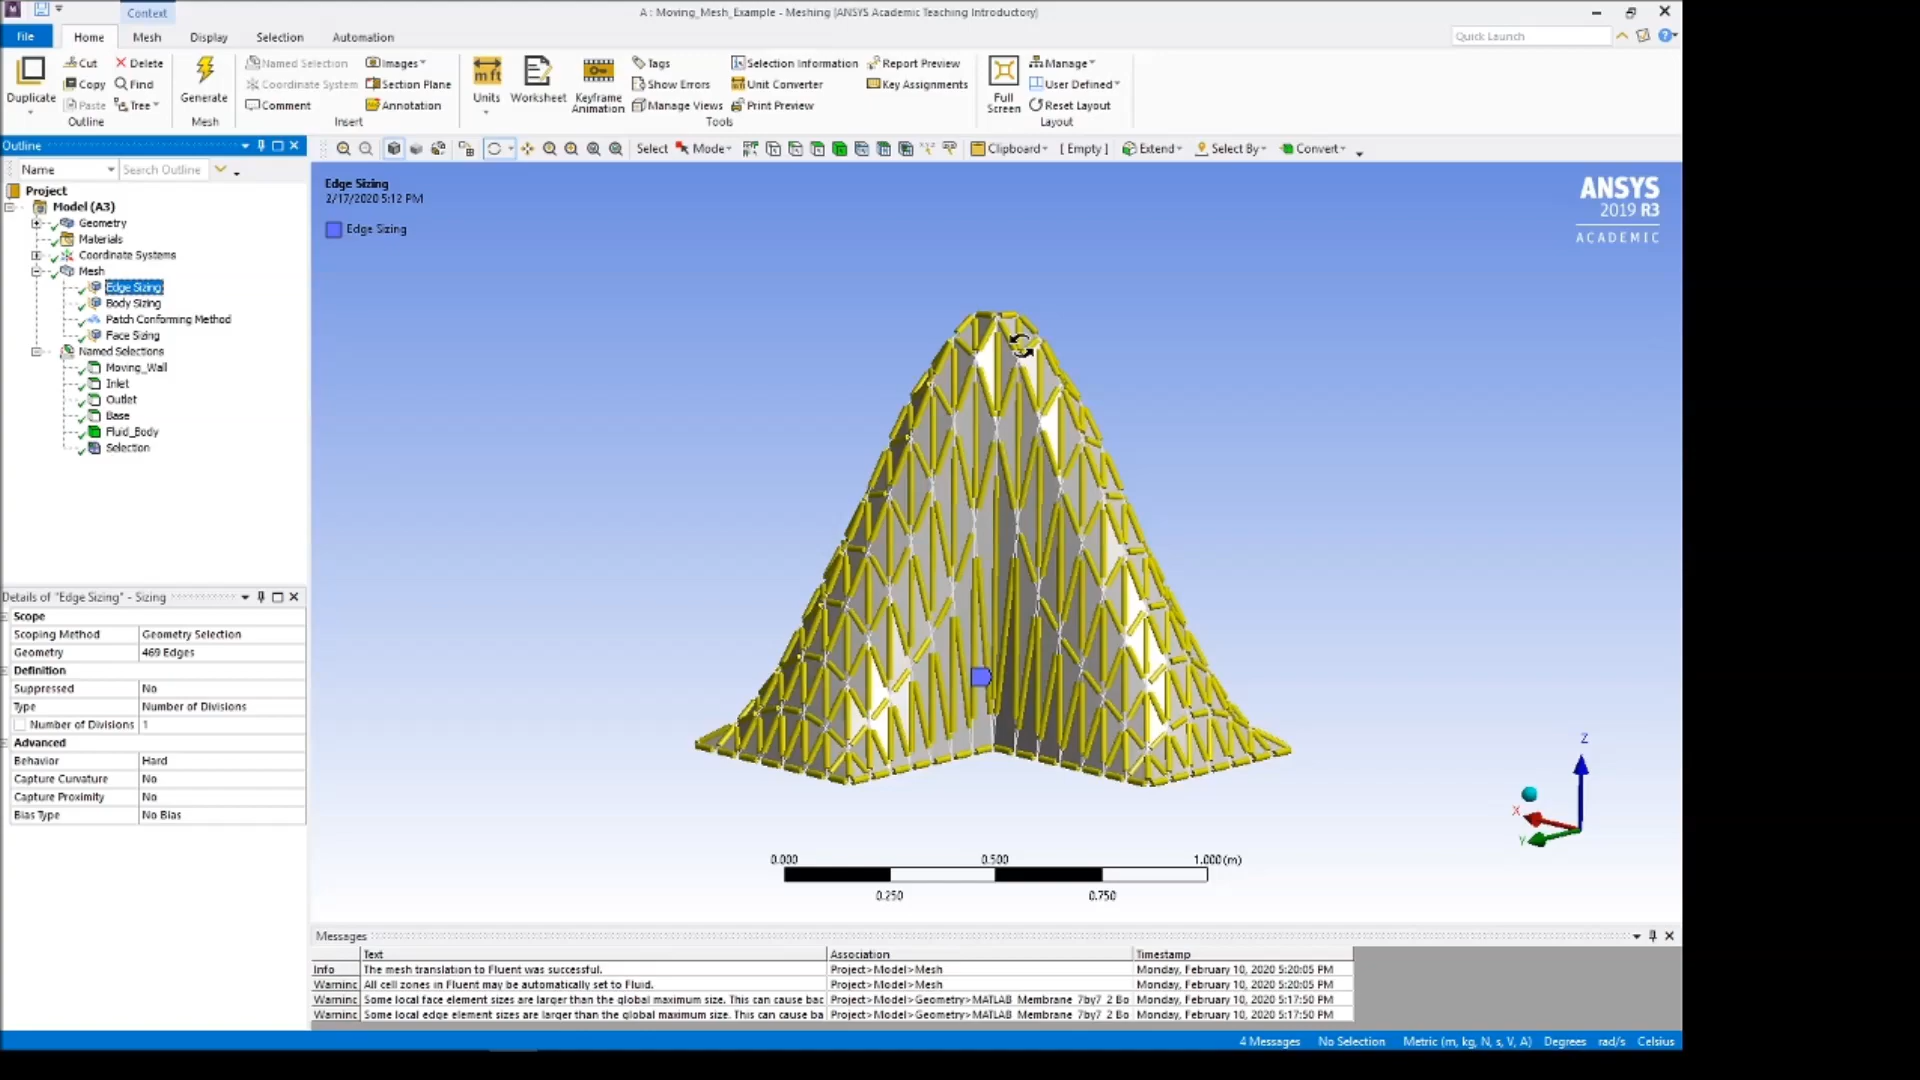 Context
A : Moving_Mesh_Example - Meshing (ANSYS Academic Teaching Introductory)
File Home Mesh Display Selection Automation
Quick Launch
Duplicate
Cut Delete
Copy Find
Paste Tree
Outline
Generate
Mesh
Named Selection Images
Coordinate System Section Plane
Comment Annotation
Insert
Units
Worksheet
Keyframe
Animation
Tags Selection Information Report Preview
Show Errors Unit Converter Key Assignments
Manage Views Print Preview
Tools
Full
Screen
Manage
User Defined
Reset Layout
Layout
Outline
Name Search Outline
Select Mode Clipboard [ Empty ] Extend Select By Convert
Project
Model (A3)
Geometry
Materials
Coordinate Systems
Mesh
Edge Sizing
Body Sizing
Patch Conforming Method
Face Sizing
Named Selections
Moving_Wall
Inlet
Outlet
Base
Fluid_Body
Selection
Details of "Edge Sizing" - Sizing
Scope
Scoping Method Geometry Selection
Geometry 469 Edges
Definition
Suppressed No
Type Number of Divisions
Number of Divisions 1
Advanced
Behavior Hard
Capture Curvature No
Capture Proximity No
Bias Type No Bias
Edge Sizing
2/17/2020 5:12 PM
Edge Sizing
ANSYS
2019 R3
ACADEMIC
Z
X
Y
0.000 0.500 1.000 (m)
0.250 0.750
Messages
Text Association Timestamp
Info The mesh translation to Fluent was successful. Project>Model>Mesh Monday, February 10, 2020 5:20:05 PM
Warninc All cell zones in Fluent may be automatically set to Fluid. Project>Model>Mesh Monday, February 10, 2020 5:20:05 PM
Warninc Some local face element sizes are larger than the global maximum size. This can cause bac Project>Model>Geometry>MATLAB_Membrane_7by7_2 Bo Monday, February 10, 2020 5:17:50 PM
Warninc Some local edge element sizes are larger than the global maximum size. This can cause ba Project>Model>Geometry>MATLAB_Membrane_7by7_2 Bo Monday, February 10, 2020 5:17:50 PM
4 Messages No Selection Metric (m, kg, N, s, V, A) Degrees rad/s Celsius